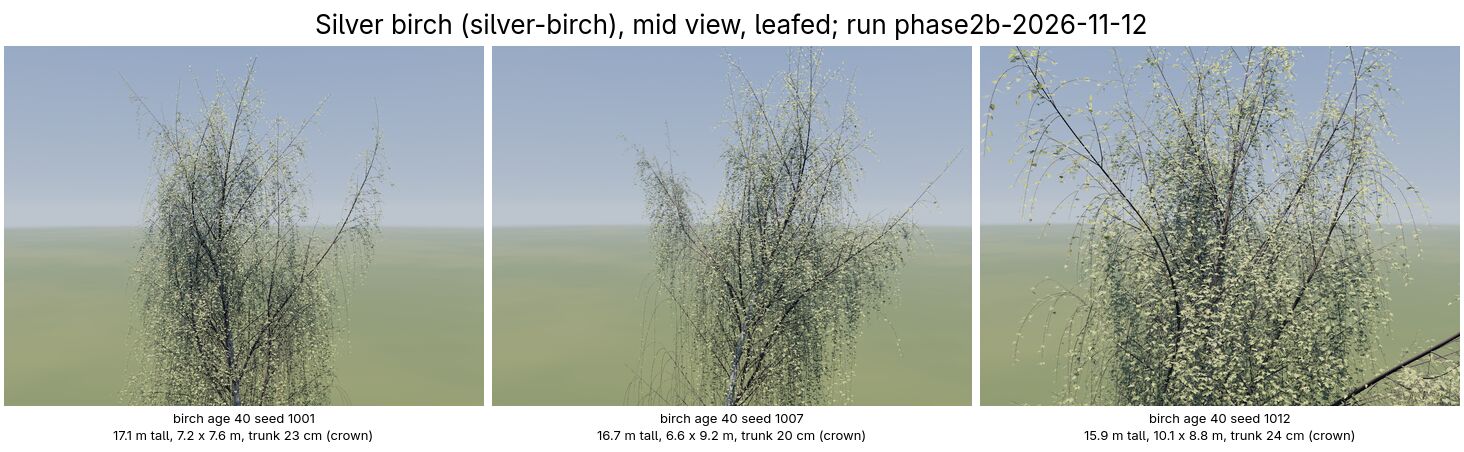 Silver birch (silver-birch), mid view, leafed; run phase2b-2026-11-12
birch age 40 seed 1001
17.1 m tall, 7.2 x 7.6 m, trunk 23 cm (crown)
birch age 40 seed 1007
16.7 m tall, 6.6 x 9.2 m, trunk 20 cm (crown)
birch age 40 seed 1012
15.9 m tall, 10.1 x 8.8 m, trunk 24 cm (crown)